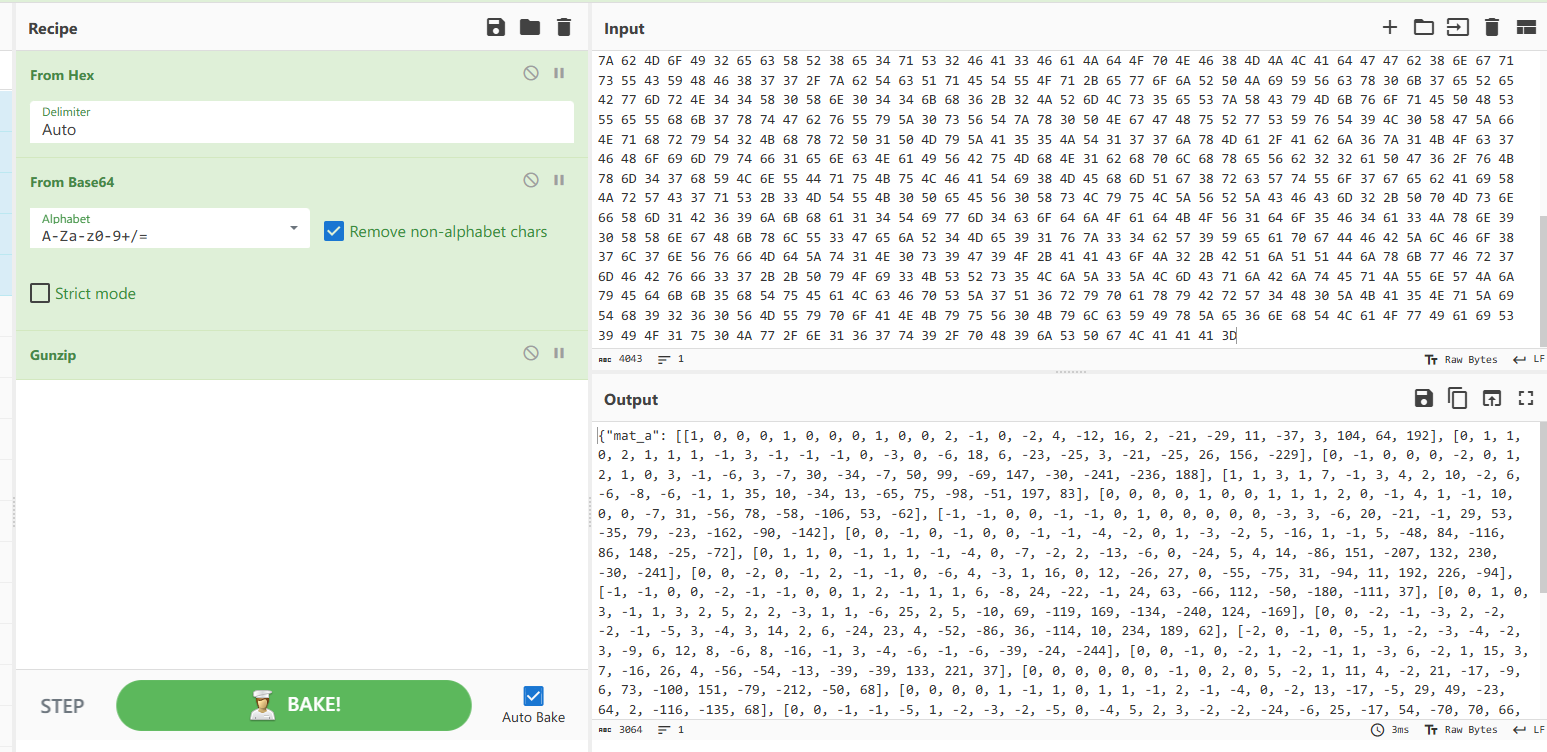 Recipe
From Hex
Delimiter
Auto
From Base64
Alphabet
A-Za-z0-9+/=
Remove non-alphabet chars
Strict mode
Gunzip
STEP
BAKE!
Auto Bake
Input
7A 62 4D 6F 49 32 65 63 58 52 38 65 34 71 53 32 46 41 33 46 61 4A 64 4F 70 4E 46 38 4D 4A 4C 41 64 47 47 62 38 6E 67 71
73 55 43 59 48 46 38 37 37 2F 7A 62 54 63 51 71 45 54 55 4F 71 2B 65 77 6F 6A 52 50 4A 69 59 56 63 78 30 6B 37 65 52 65
42 77 6D 72 4E 34 34 58 30 58 6E 30 34 34 6B 68 36 2B 32 4A 52 6D 4C 73 35 65 53 7A 58 43 79 4D 6B 76 6F 71 45 50 48 53
55 65 55 68 6B 37 78 74 47 62 76 55 79 5A 30 73 56 54 7A 78 30 50 4E 67 47 48 75 52 77 53 59 76 54 39 4C 30 58 47 5A 66
4E 71 68 72 79 54 32 4B 68 78 72 50 31 50 4D 79 5A 41 35 35 4A 54 31 37 37 6A 78 4D 61 2F 41 62 6A 36 7A 31 4B 4F 63 37
46 48 6F 69 6D 79 74 66 31 65 6E 63 4E 61 49 56 42 75 4D 68 4E 31 62 68 70 6C 68 78 65 56 62 32 32 61 50 47 36 2F 76 4B
78 6D 34 37 68 59 4C 6E 55 44 71 75 4B 75 4C 46 41 54 69 38 4D 45 68 6D 51 67 38 72 63 57 74 55 6F 37 67 65 62 41 69 58
4A 72 57 43 37 71 53 2B 33 4D 54 55 4B 30 50 65 45 56 30 58 73 4C 79 75 4C 5A 56 52 5A 43 46 43 6D 32 2B 50 70 4D 73 6E
66 58 6D 31 42 36 39 6A 6B 68 61 31 34 54 69 77 6D 34 63 6F 64 6A 4F 61 64 4B 4F 56 31 64 6F 35 46 34 61 33 4A 78 6E 39
30 58 58 6E 67 48 6B 78 6C 55 33 47 65 6A 52 34 4D 65 39 31 76 7A 33 34 62 57 39 59 65 61 70 67 44 46 42 5A 6C 46 6F 38
37 6C 37 6E 56 76 66 4D 64 5A 74 31 4E 30 73 39 47 39 4F 2B 41 41 43 6F 4A 32 2B 42 51 6A 51 51 44 6A 78 6B 77 46 72 37
6D 46 42 76 66 33 37 2B 2B 50 79 4F 69 33 4B 53 52 73 35 4C 6A 5A 33 5A 4C 6D 43 71 6A 42 6A 74 45 71 4A 55 6E 57 4A 6A
79 45 64 6B 6B 35 68 54 75 45 61 4C 63 46 70 53 5A 37 51 36 72 79 70 61 78 79 42 72 57 34 48 30 5A 4B 41 35 4E 71 5A 69
54 68 39 32 36 30 56 4D 55 79 70 6F 41 4E 4B 79 75 56 30 4B 79 6C 63 59 49 78 5A 65 36 6E 68 54 4C 61 4F 77 49 61 69 53
39 49 4F 31 75 30 4A 77 2F 6E 31 36 37 74 39 2F 70 48 39 6A 53 50 67 4C 41 41 41 3D
ABC 4043 1 Raw Bytes LF
Output
{"mat_a": [[1, 0, 0, 0, 1, 0, 0, 0, 1, 0, 0, 2, -1, 0, -2, 4, -12, 16, 2, -21, -29, 11, -37, 3, 104, 64, 192], [0, 1, 1,
0, 2, 1, 1, 1, -1, 3, -1, -1, -1, 0, -3, 0, -6, 18, 6, -23, -25, 3, -21, -25, 26, 156, -229], [0, -1, 0, 0, 0, -2, 0, 1,
2, 1, 0, 3, -1, -6, 3, -7, 30, -34, -7, 50, 99, -69, 147, -30, -241, -236, 188], [1, 1, 3, 1, 7, -1, 3, 4, 2, 10, -2, 6,
-6, -8, -6, -1, 1, 35, 10, -34, 13, -65, 75, -98, -51, 197, 83], [0, 0, 0, 0, 1, 0, 0, 1, 1, 1, 2, 0, -1, 4, 1, -1, 10,
0, 0, -7, 31, -56, 78, -58, -106, 53, -62], [-1, -1, 0, 0, -1, -1, 0, 1, 0, 0, 0, 0, 0, -3, 3, -6, 20, -21, -1, 29, 53,
-35, 79, -23, -162, -90, -142], [0, 0, -1, 0, -1, 0, 0, -1, -1, -4, -2, 0, 1, -3, -2, 5, -16, 1, -1, 5, -48, 84, -116,
86, 148, -25, -72], [0, 1, 1, 0, -1, 1, 1, -1, -4, 0, -7, -2, 2, -13, -6, 0, -24, 5, 4, 14, -86, 151, -207, 132, 230,
-30, -241], [0, 0, -2, 0, -1, 2, -1, -1, 0, -6, 4, -3, 1, 16, 0, 12, -26, 27, 0, -55, -75, 31, -94, 11, 192, 226, -94],
[-1, -1, 0, 0, -2, -1, -1, 0, 0, 1, 2, -1, 1, 1, 6, -8, 24, -22, -1, 24, 63, -66, 112, -50, -180, -111, 37], [0, 0, 1, 0,
3, -1, 1, 3, 2, 5, 2, 2, -3, 1, 1, -6, 25, 2, 5, -10, 69, -119, 169, -134, -240, 124, -169], [0, 0, -2, -1, -3, 2, -2,
-2, -1, -5, 3, -4, 3, 14, 2, 6, -24, 23, 4, -52, -86, 36, -114, 10, 234, 189, 62], [-2, 0, -1, 0, -5, 1, -2, -3, -4, -2,
3, -9, 6, 12, 8, -6, 8, -16, -1, 3, -4, -6, -1, -6, -39, -24, -244], [0, 0, -1, 0, -2, 1, -2, -1, 1, -3, 6, -2, 1, 15, 3,
7, -16, 26, 4, -56, -54, -13, -39, -39, 133, 221, 37], [0, 0, 0, 0, 0, 0, -1, 0, 2, 0, 5, -2, 1, 11, 4, -2, 21, -17, -9,
6, 73, -100, 151, -79, -212, -50, 68], [0, 0, 0, 0, 1, -1, 1, 0, 1, 1, -1, 2, -1, -4, 0, -2, 13, -17, -5, 29, 49, -23,
64, 2, -116, -135, 68], [0, 0, -1, -1, -5, 1, -2, -3, -2, -5, 0, -4, 5, 2, 3, -2, -2, -24, -6, 25, -17, 54, -70, 70, 66,
ABC 3064 1 3ms Raw Bytes LF